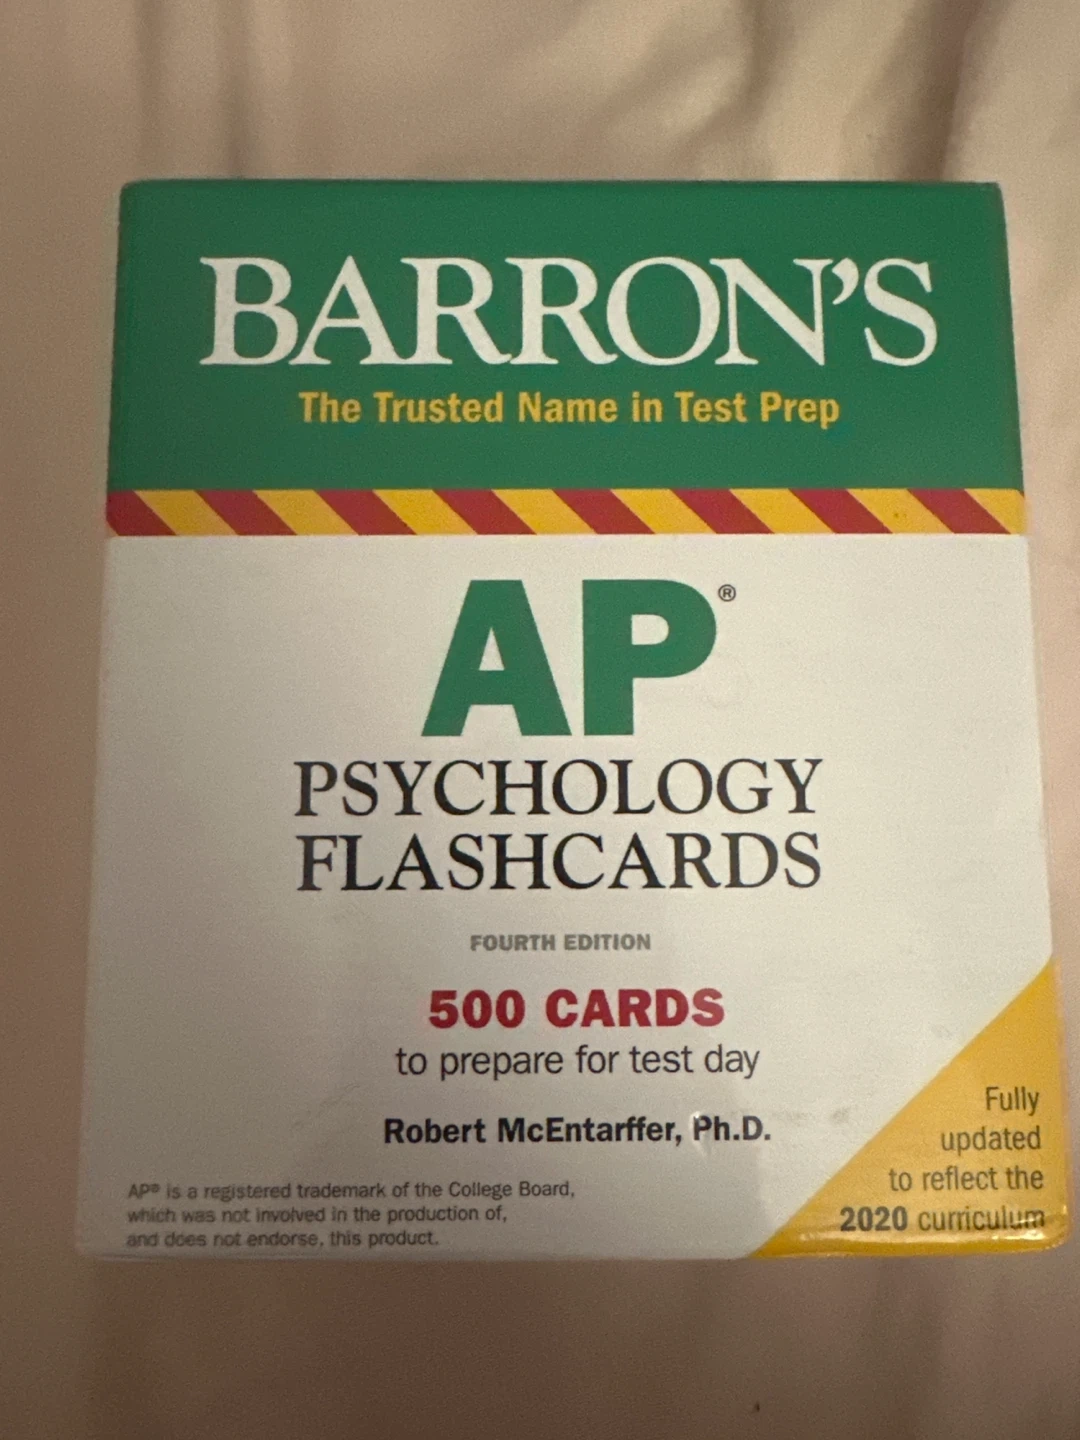 BARRON'S
The Trusted Name in Test Prep
AP®
PSYCHOLOGY
FLASHCARDS
FOURTH EDITION
500 CARDS
to prepare for test day
Robert McEntarffer, Ph.D.
AP® is a registered trademark of the College Board,
which was not involved in the production of,
and does not endorse, this product.
Fully
updated
to reflect the
2020 curriculum